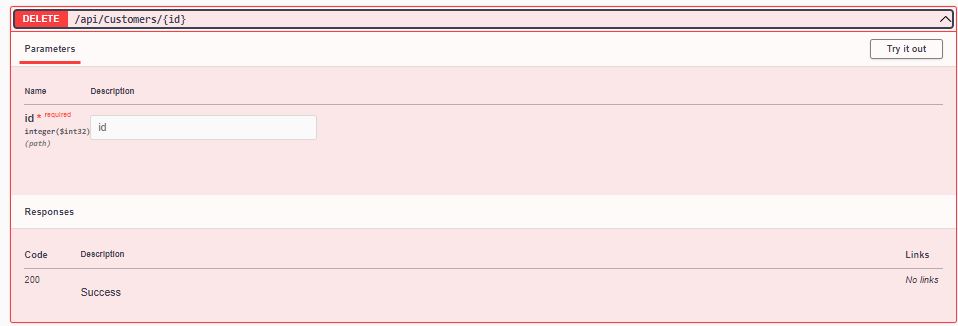 DELETE /api/Customers/{id}
Parameters Try it out
Name Description
id * required
integer($int32) id
(path)
Responses
Code Description Links
200 No links
Success